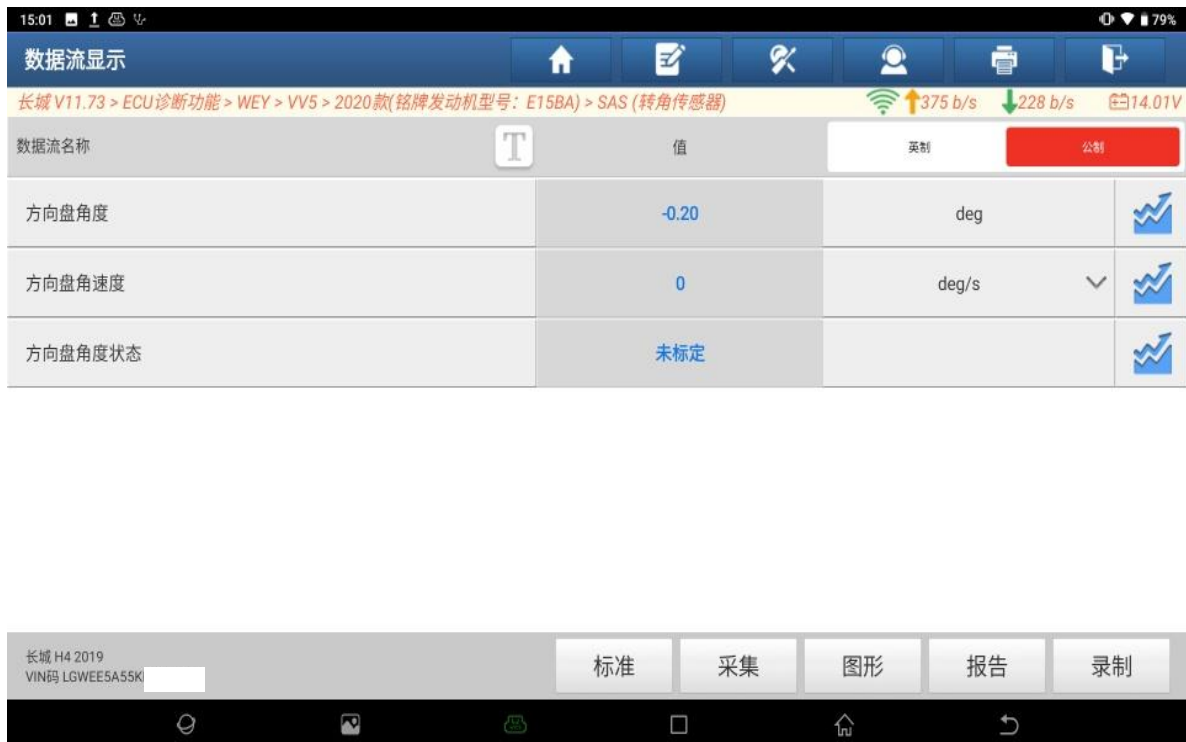 15:01 79%
数据流显示
长城 V11.73 > ECU诊断功能 > WEY > VV5 > 2020款(铭牌发动机型号：E15BA) > SAS (转角传感器) 375 b/s 228 b/s 14.01V
数据流名称 T 值 英制 公制
方向盘角度 -0.20 deg
方向盘角速度 0 deg/s
方向盘角度状态 未标定
长城 H4 2019
VIN码 LGWEE5A55K
标准 采集 图形 报告 录制